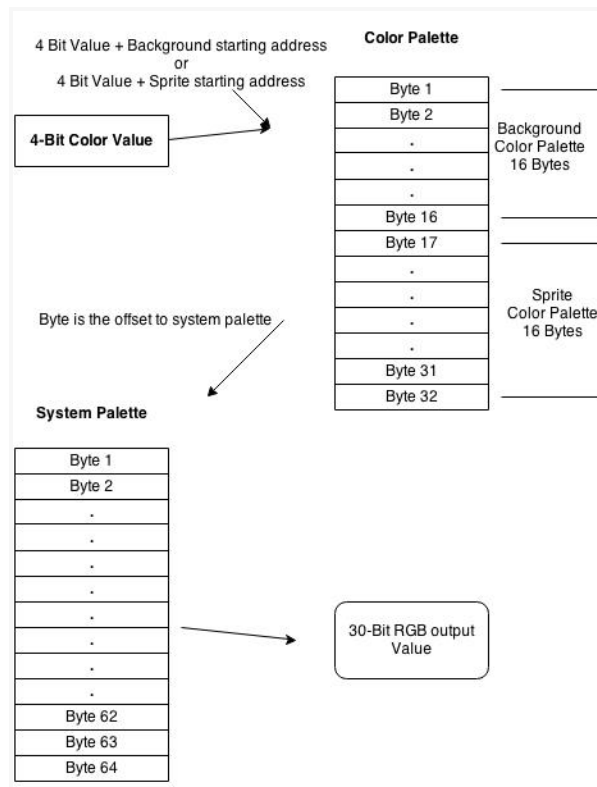 4 Bit Value + Background starting address
or
4 Bit Value + Sprite starting address
4-Bit Color Value
Color Palette
Byte 1
Byte 2
.
.
.
Byte 16
Byte 17
.
.
.
.
Byte 31
Byte 32
Background
Color Palette
16 Bytes
Sprite
Color Palette
16 Bytes
Byte is the offset to system palette
System Palette
Byte 1
Byte 2
.
.
.
.
.
.
.
.
Byte 62
Byte 63
Byte 64
30-Bit RGB output
Value